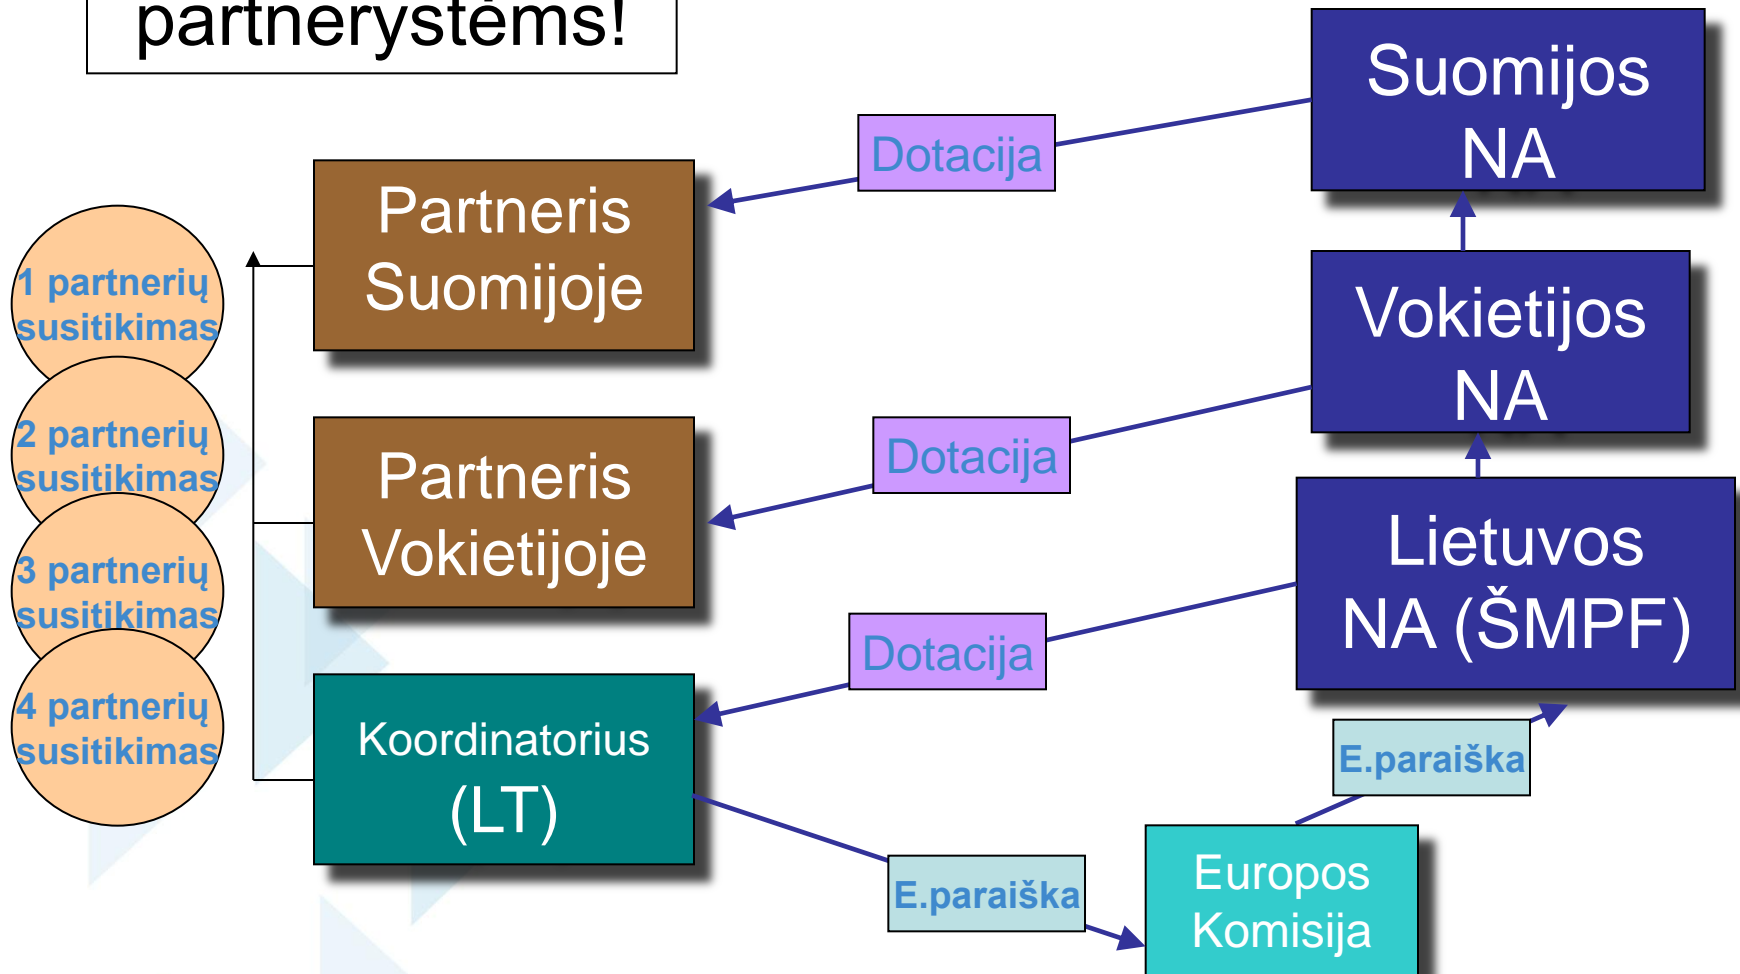 partnerystėms!
Suomijos
NA
Dotacija
Partneris
Suomijoje
1 partnerių
susitikimas
Vokietijos
NA
2 partnerių
susitikimas
Dotacija
Partneris
Vokietijoje
Lietuvos
NA (ŠMPF)
3 partnerių
susitikimas
Dotacija
4 partnerių
susitikimas
Koordinatorius
(LT)
E.paraiška
E.paraiška
Europos
Komisija